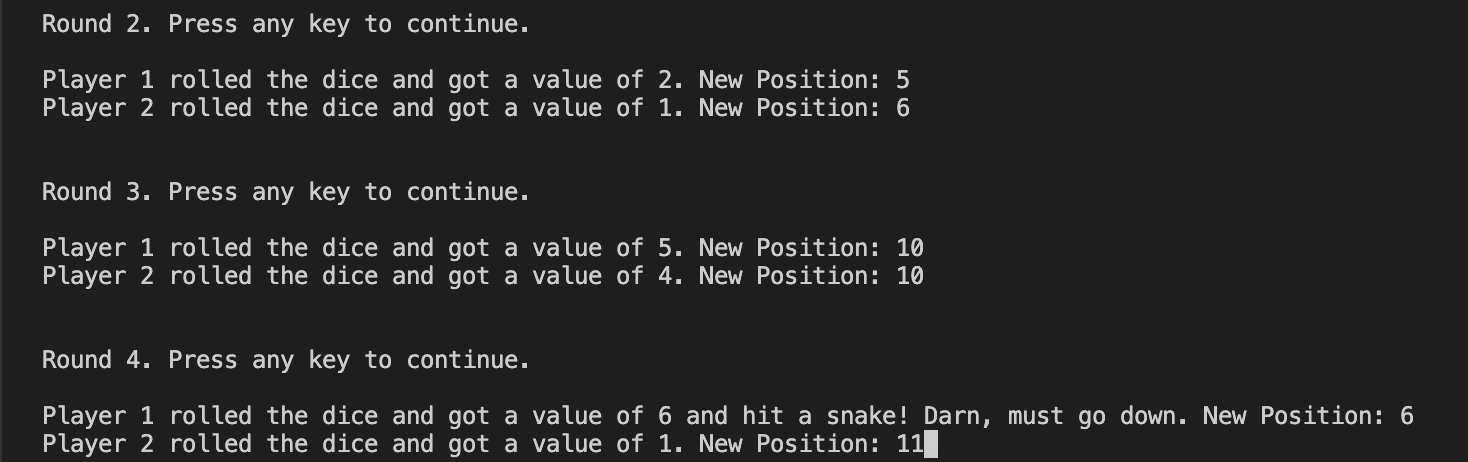 Round 2. Press any key to continue.
Player 1 rolled the dice and got a value of 2. New Position: 5
Player 2 rolled the dice and got a value of 1. New Position: 6
Round 3. Press any key to continue.
Player 1 rolled the dice and got a value of 5. New Position: 10
Player 2 rolled the dice and got a value of 4. New Position: 10
Round 4. Press any key to continue.
Player 1 rolled the dice and got a value of 6 and hit a snake! Darn, must go down. New Position: 6
Player 2 rolled the dice and got a value of 1. New Position: 11